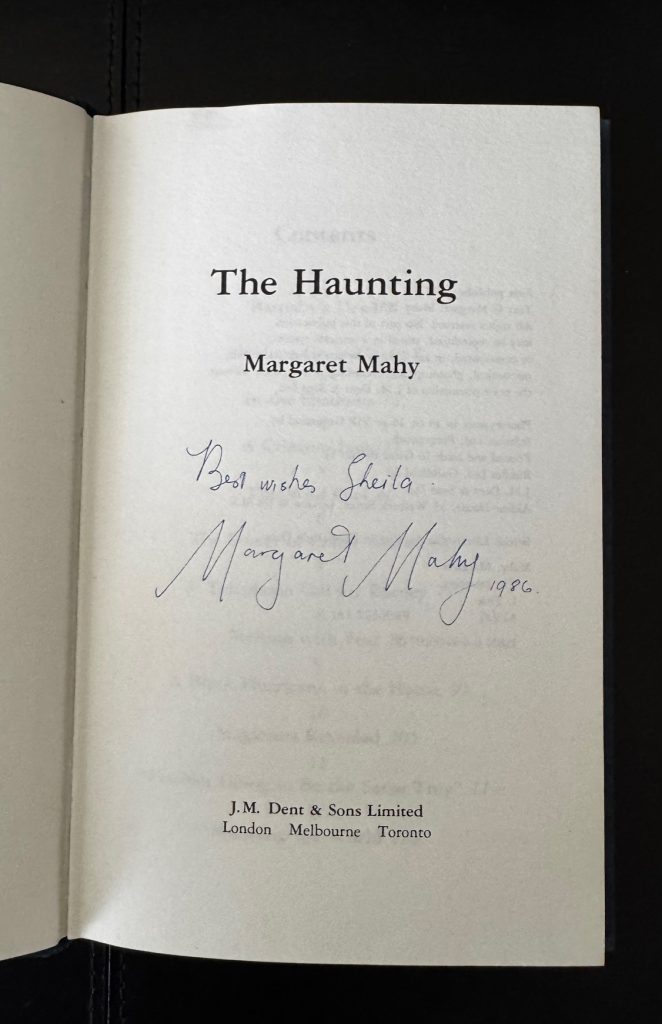 The Haunting
Margaret Mahy
Best wishes Sheila.
Margaret Mahy 1986.
J.M. Dent & Sons Limited
London Melbourne Toronto